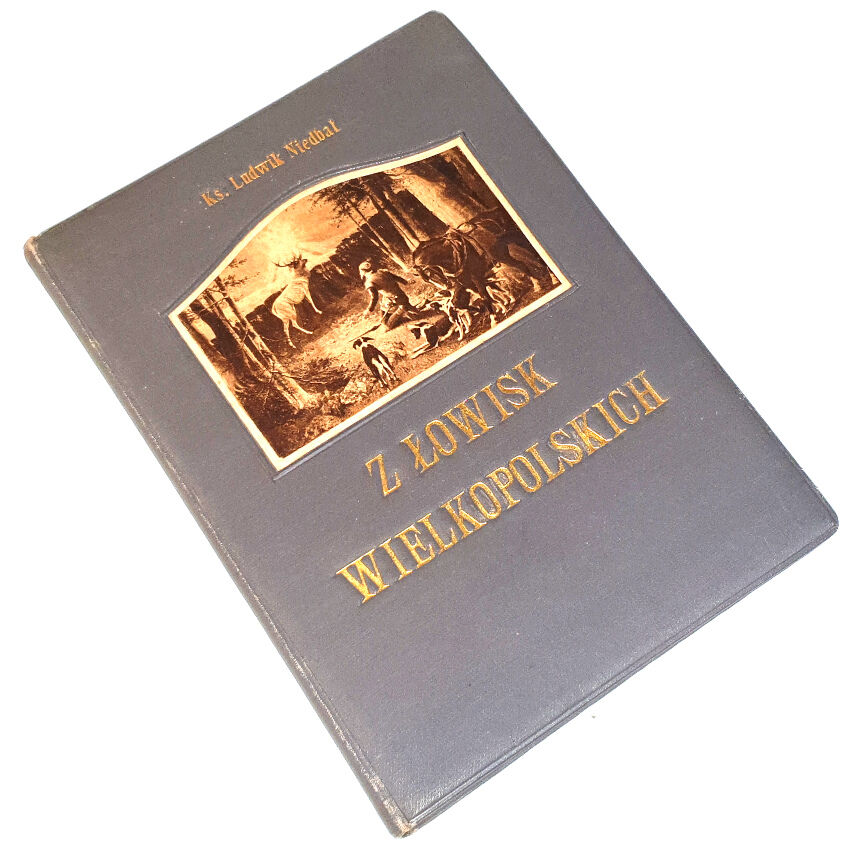 Ks. Ludwik Niedbał
Z ŁOWISK
WIELKOPOLSKICH